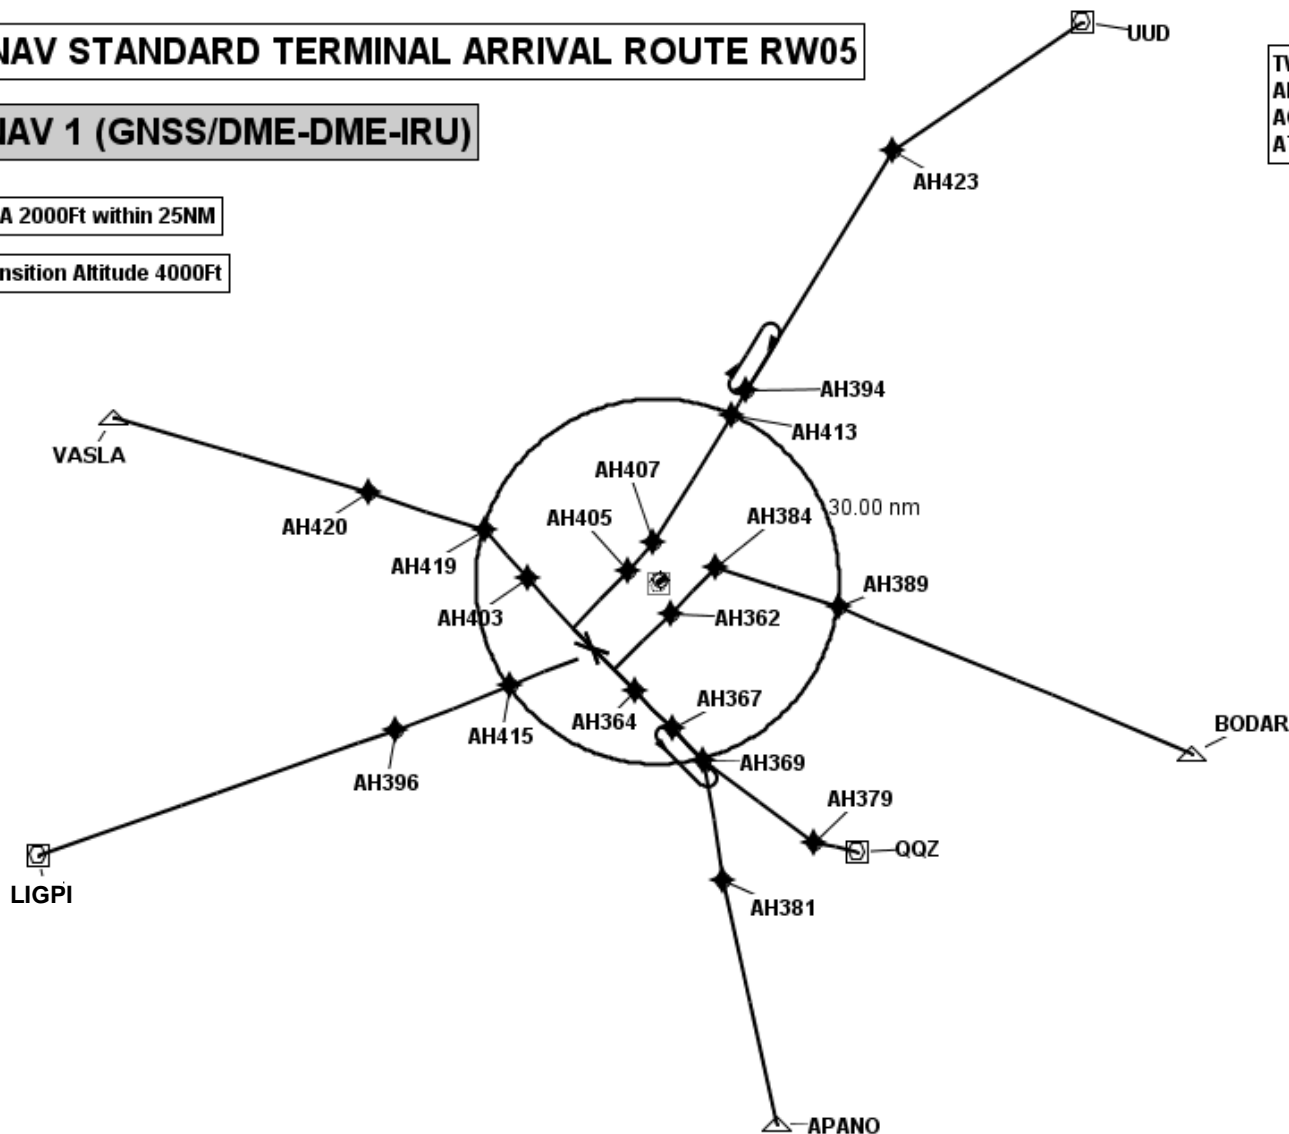 NAV STANDARD TERMINAL ARRIVAL ROUTE RW05
UUD
NAV 1 (GNSS/DME-DME-IRU)
AH423
A 2000Ft within 25NM
nsition Altitude 4000Ft
AH394
AH413
VASLA
AH407
30.00 nm
AH405
AH384
AH420
AH419
AH389
AH403
AH362
AH367
AH364
BODAR
AH415
AH369
AH396
AH379
QQZ
LIGPI
AH381
APANO